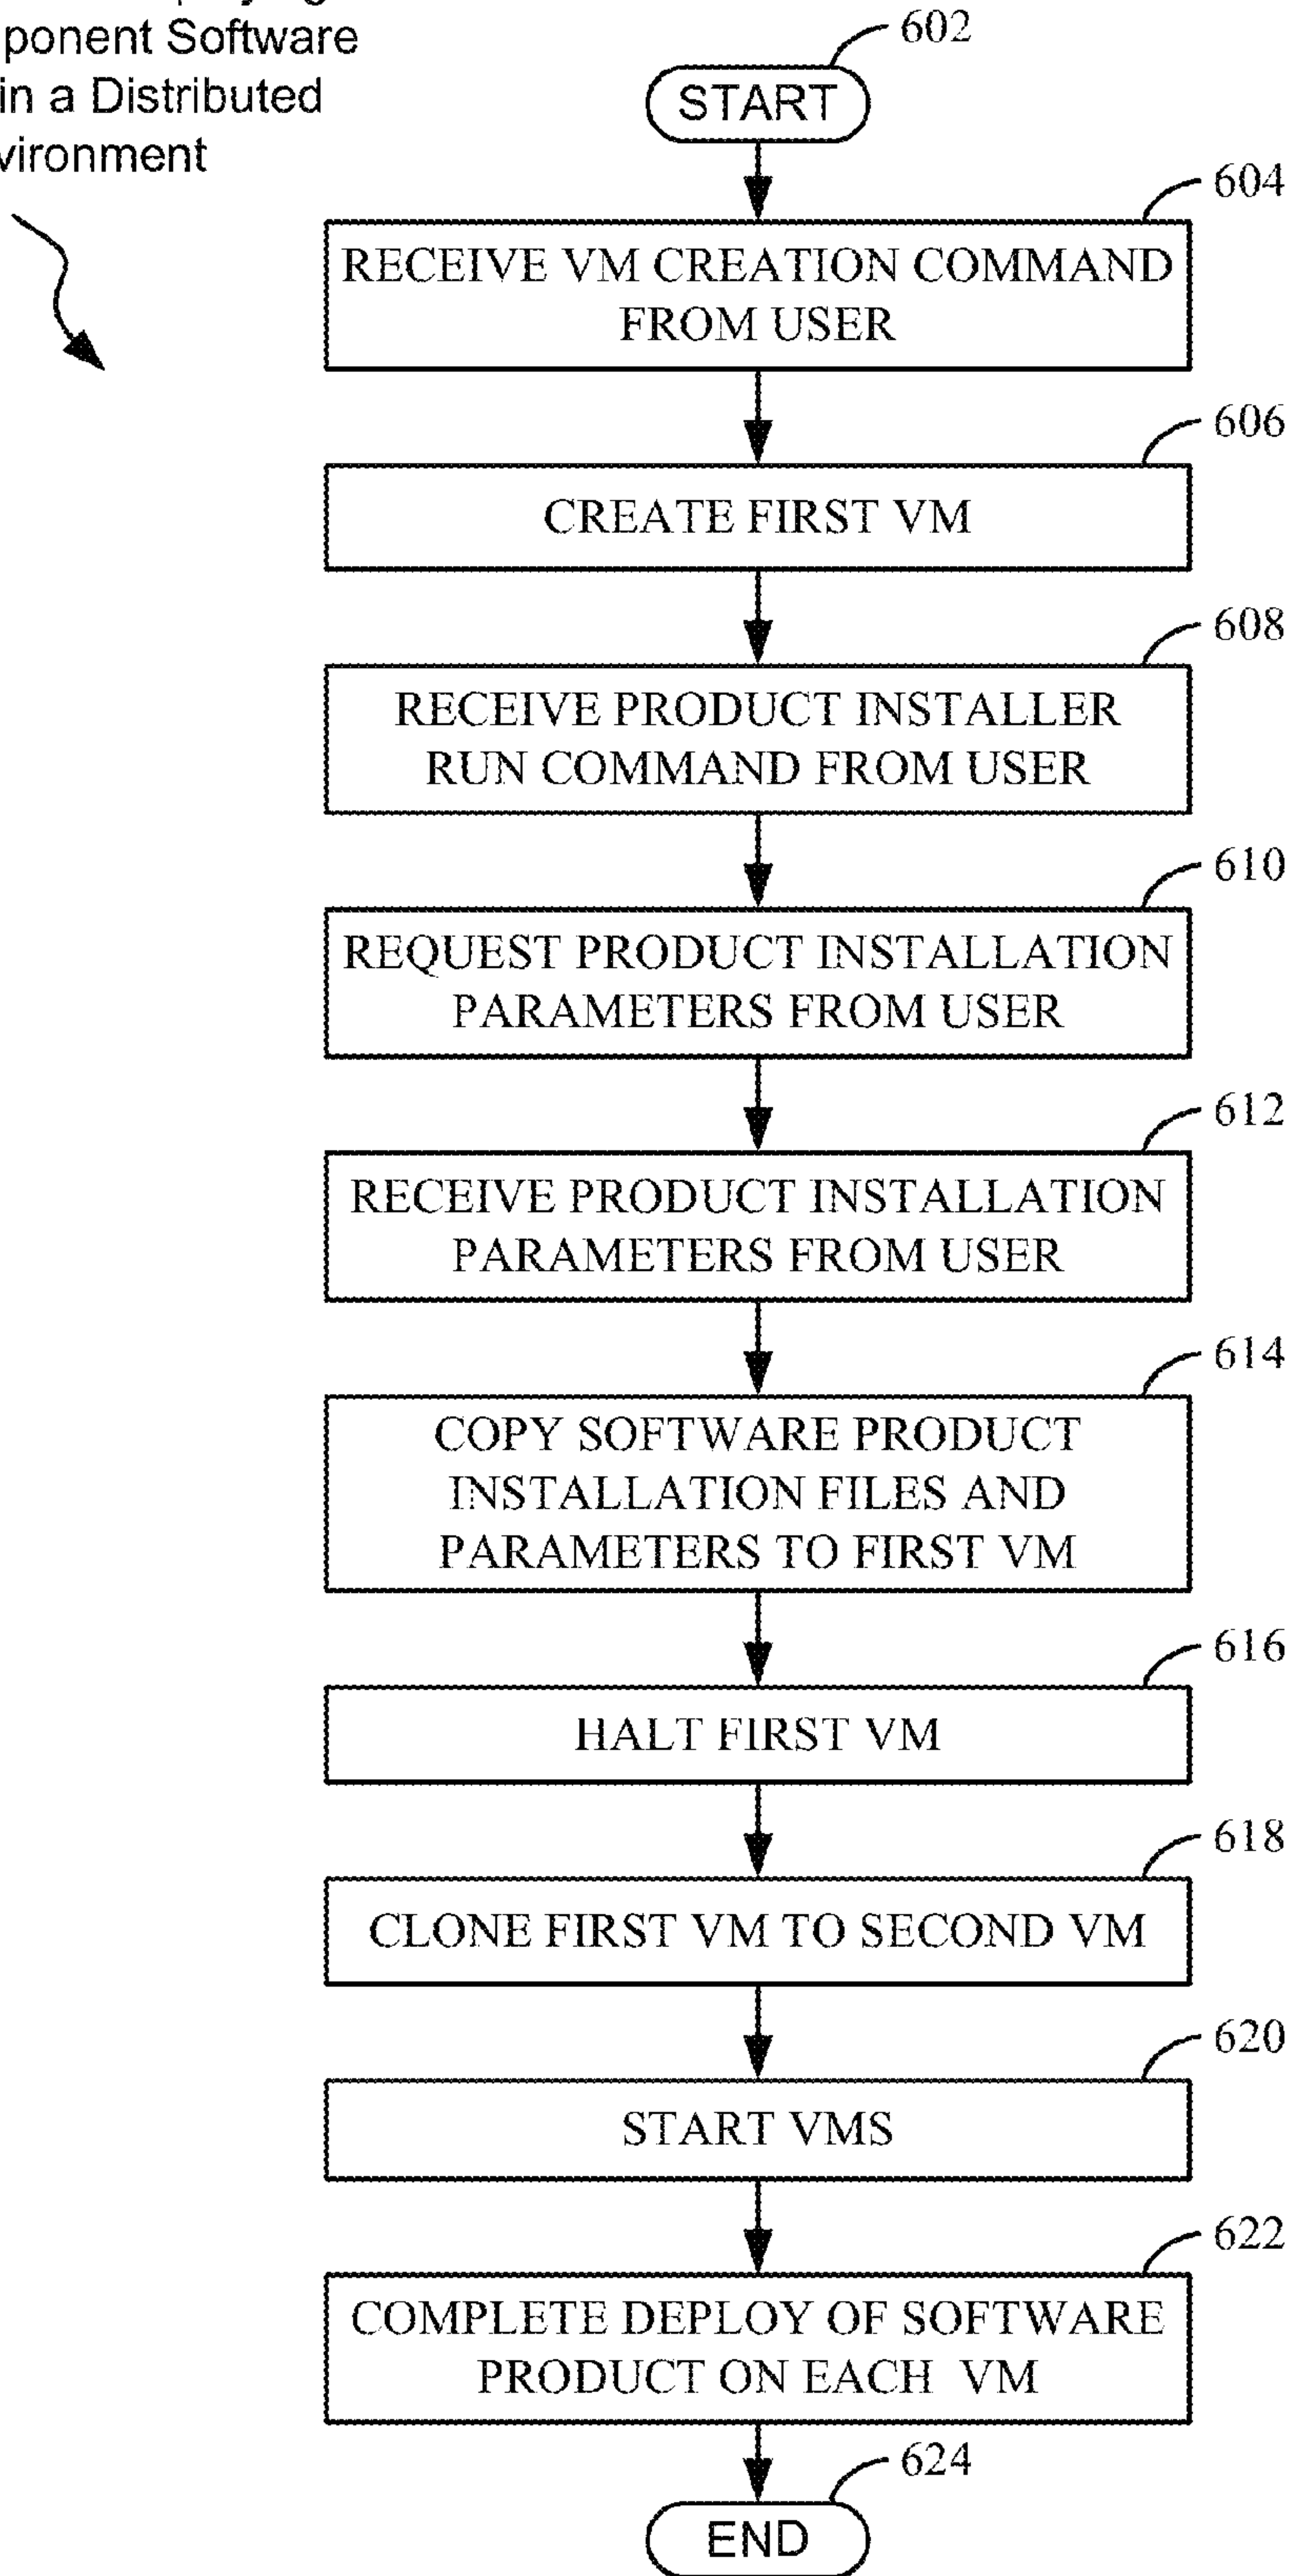 ponent Software
in a Distributed
vironment
602
START
604
RECEIVE VM CREATION COMMAND
FROM USER
606
CREATE FIRST VM
608
RECEIVE PRODUCT INSTALLER
RUN COMMAND FROM USER
610
REQUEST PRODUCT INSTALLATION
PARAMETERS FROM USER
612
RECEIVE PRODUCT INSTALLATION
PARAMETERS FROM USER
614
COPY SOFTWARE PRODUCT
INSTALLATION FILES AND
PARAMETERS TO FIRST VM
616
HALT FIRST VM
618
CLONE FIRST VM TO SECOND VM
620
START VMS
622
COMPLETE DEPLOY OF SOFTWARE
PRODUCT ON EACH VM
624
END